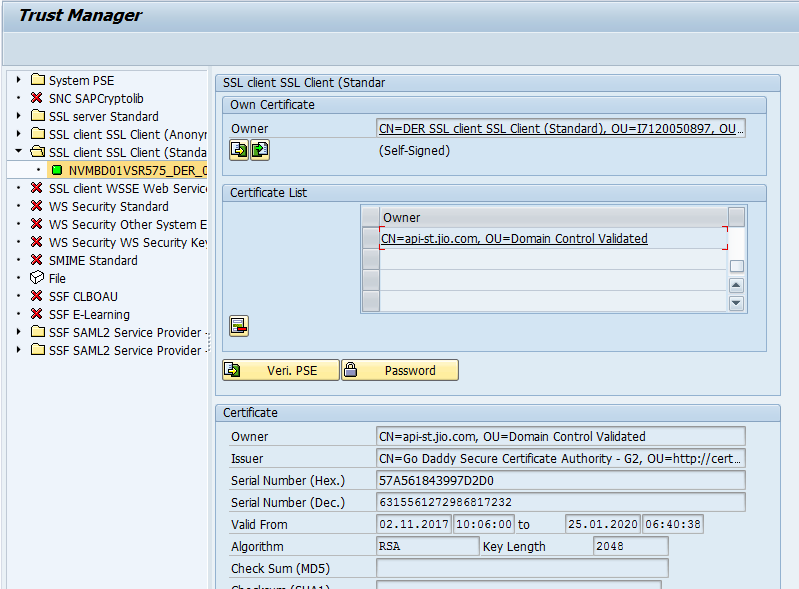 Trust Manager
System PSE
SNC SAPCryptolib
SSL server Standard
SSL client SSL Client (Anonyr
SSL client SSL Client (Standa
NVMBD01VSR575_DER_0
SSL client WSSE Web Service
WS Security Standard
WS Security Other System E
WS Security WS Security Key
SMIME Standard
File
SSF CLBOAU
SSF E-Learning
SSF SAML2 Service Provider -
SSF SAML2 Service Provider -
SSL client SSL Client (Standar
Own Certificate
Owner CN=DER SSL client SSL Client (Standard), OU=I7120050897, OU...
(Self-Signed)
Certificate List
Owner
CN=api-st.jio.com, OU=Domain Control Validated
Veri. PSE Password
Certificate
Owner CN=api-st.jio.com, OU=Domain Control Validated
Issuer CN=Go Daddy Secure Certificate Authority - G2, OU=http://cert...
Serial Number (Hex.) 57A561843997D2D0
Serial Number (Dec.) 6315561272986817232
Valid From 02.11.2017 10:06:00 to 25.01.2020 06:40:38
Algorithm RSA Key Length 2048
Check Sum (MD5)